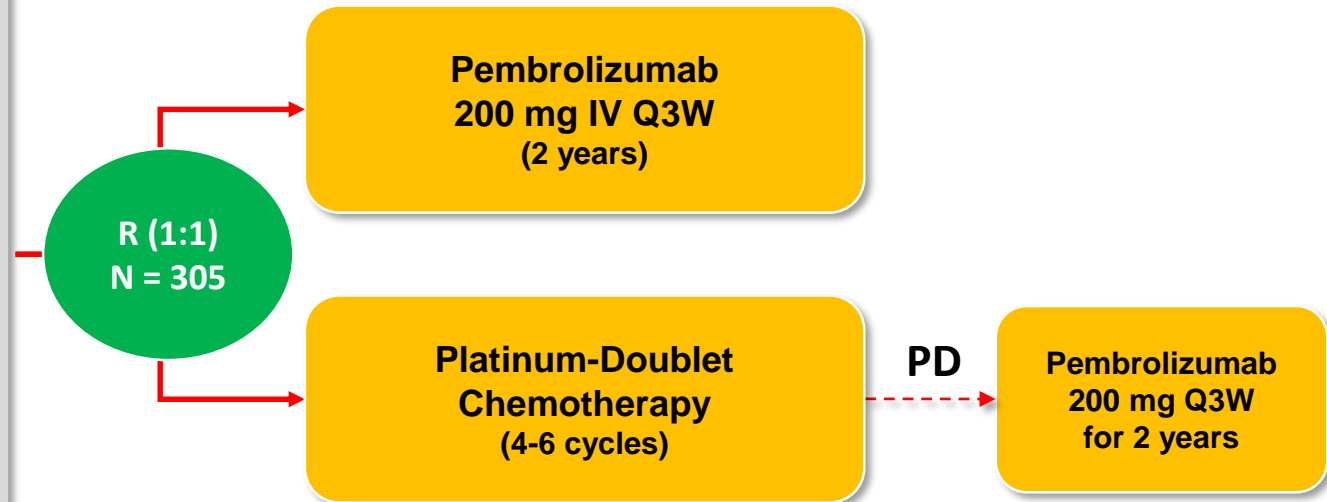 Pembrolizumab
200 mg IV Q3W
(2 years)
R (1:1)
N = 305
Platinum-Doublet
Chemotherapy
(4-6 cycles)
PD
Pembrolizumab
200 mg Q3W
for 2 years